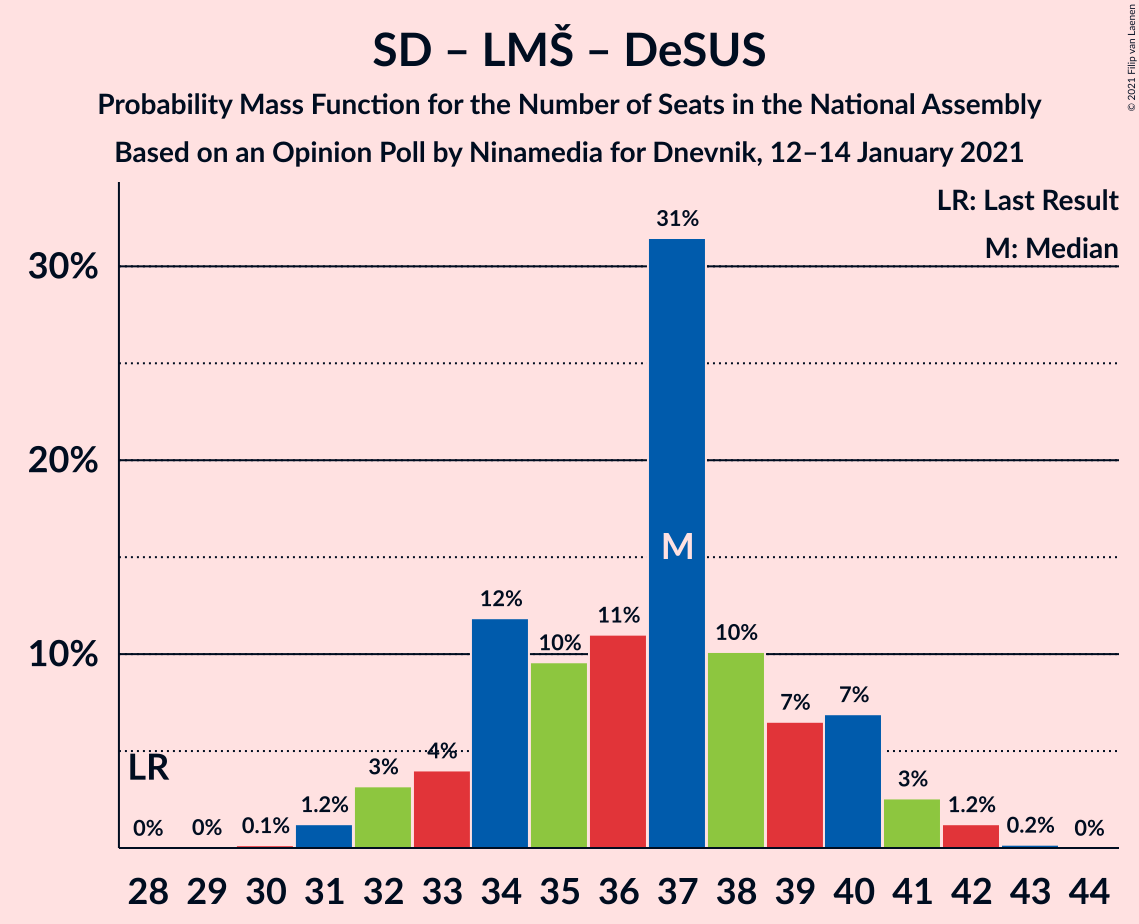 © 2021 Filip van Laenen
SD – LMŠ – DeSUS
Probability Mass Function for the Number of Seats in the National Assembly
Based on an Opinion Poll by Ninamedia for Dnevnik, 12–14 January 2021
LR: Last Result
M: Median
30%
20%
10%
31%
M
12%
10%
11%
10%
7%
7%
4%
3%
3%
1.2%
1.2%
LR
0%
0%
0.1%
0.2%
0%
28 29 30 31 32 33 34 35 36 37 38 39 40 41 42 43 44